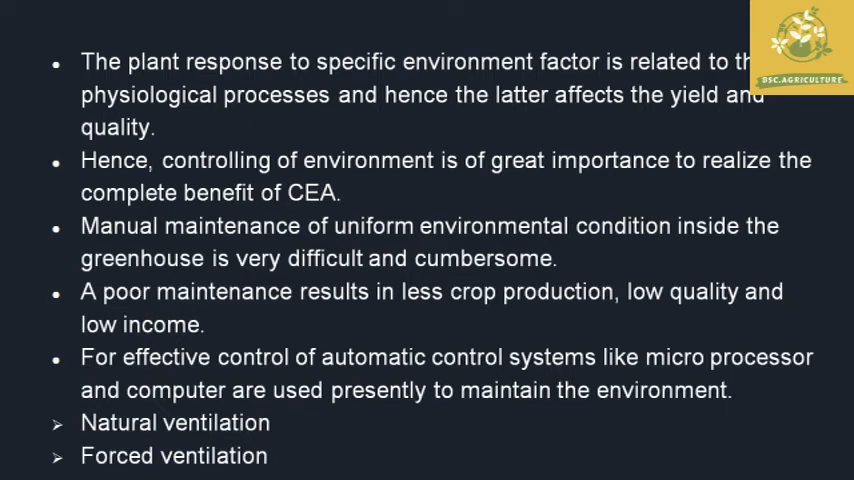 • The plant response to specific environment factor is related to
physiological processes and hence the latter affects the yield and
quality.
• Hence, controlling of environment is of great importance to realize the
complete benefit of CEA.
• Manual maintenance of uniform environmental condition inside the
greenhouse is very difficult and cumbersome.
• A poor maintenance results in less crop production, low quality and
low income.
• For effective control of automatic control systems like micro processor
and computer are used presently to maintain the environment.
➢ Natural ventilation
➢ Forced ventilation
DSC.AGRICULTURE